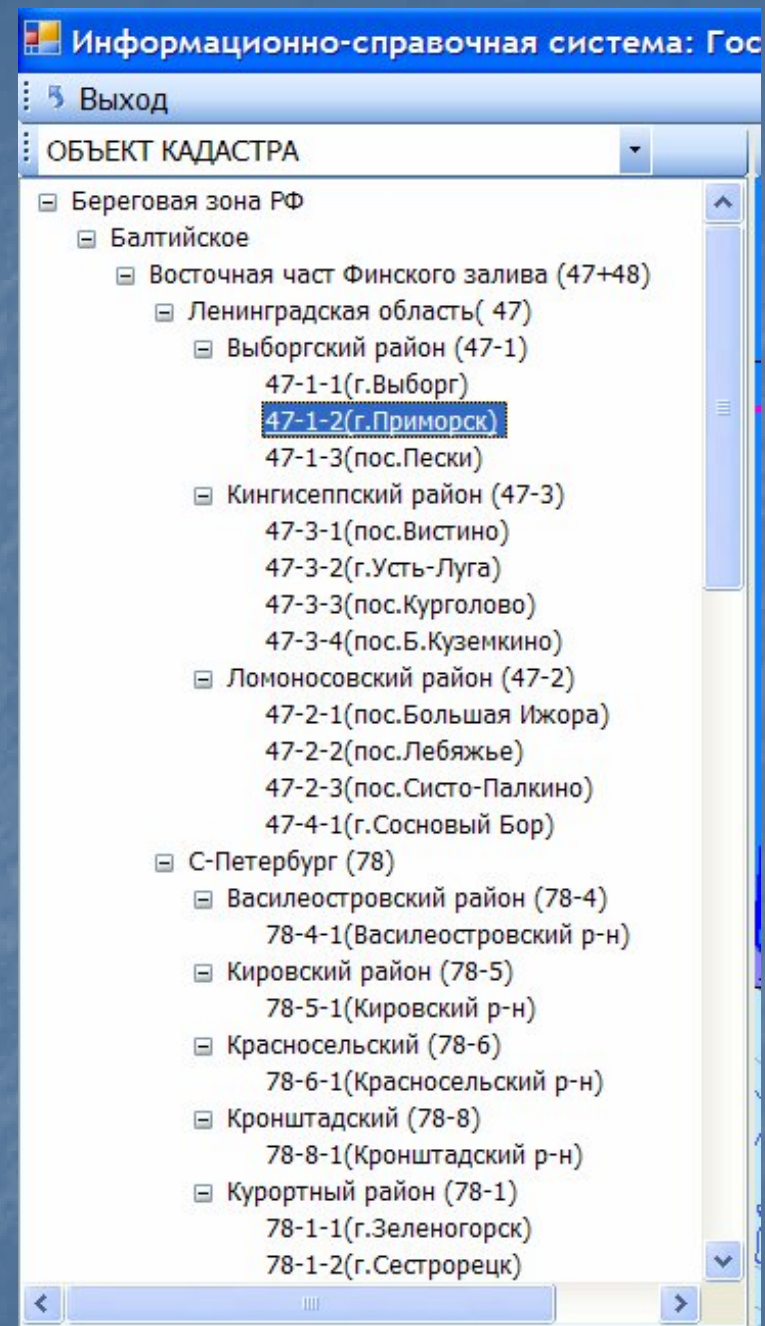 Информационно-справочная система: Гос
Выход
ОБЪЕКТ КАДАСТРА
Береговая зона РФ
Балтийское
Восточная част Финского залива (47+48)
Ленинградская область( 47)
Выборгский район (47-1)
47-1-1(г.Выборг)
47-1-2(г.Приморск)
47-1-3(пос.Пески)
Кингисеппский район (47-3)
47-3-1(пос.Вистино)
47-3-2(г.Усть-Луга)
47-3-3(пос.Курголово)
47-3-4(пос.Б.Куземкино)
Ломоносовский район (47-2)
47-2-1(пос.Большая Ижора)
47-2-2(пос.Лебяжье)
47-2-3(пос.Систо-Палкино)
47-4-1(г.Сосновый Бор)
С-Петербург (78)
Василеостровский район (78-4)
78-4-1(Василеостровский р-н)
Кировский район (78-5)
78-5-1(Кировский р-н)
Красносельский (78-6)
78-6-1(Красносельский р-н)
Кронштадский (78-8)
78-8-1(Кронштадский р-н)
Курортный район (78-1)
78-1-1(г.Зеленогорск)
78-1-2(г.Сестрорецк)